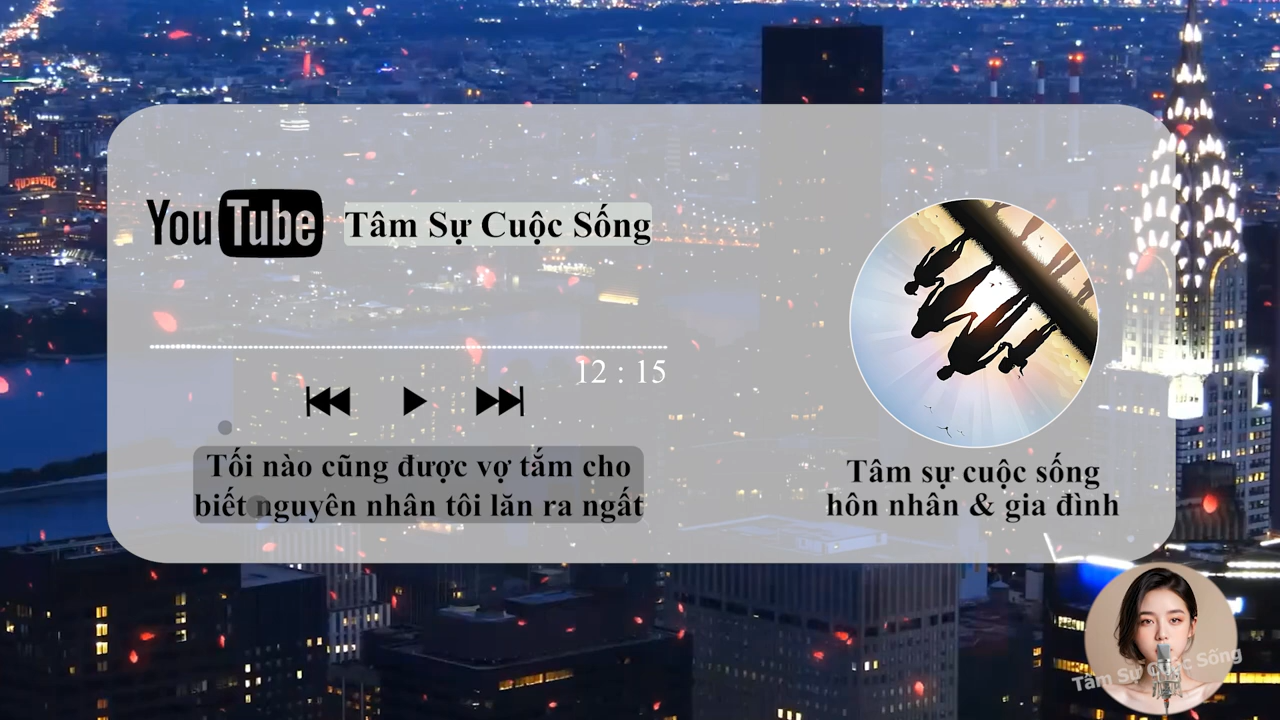 YouTube Tâm Sự Cuộc Sống
12 : 15
Tối nào cũng được vợ tắm cho
biết nguyên nhân tôi lăn ra ngất
Tâm sự cuộc sống
hôn nhân & gia đình
Tâm Sự Cuộc Sống